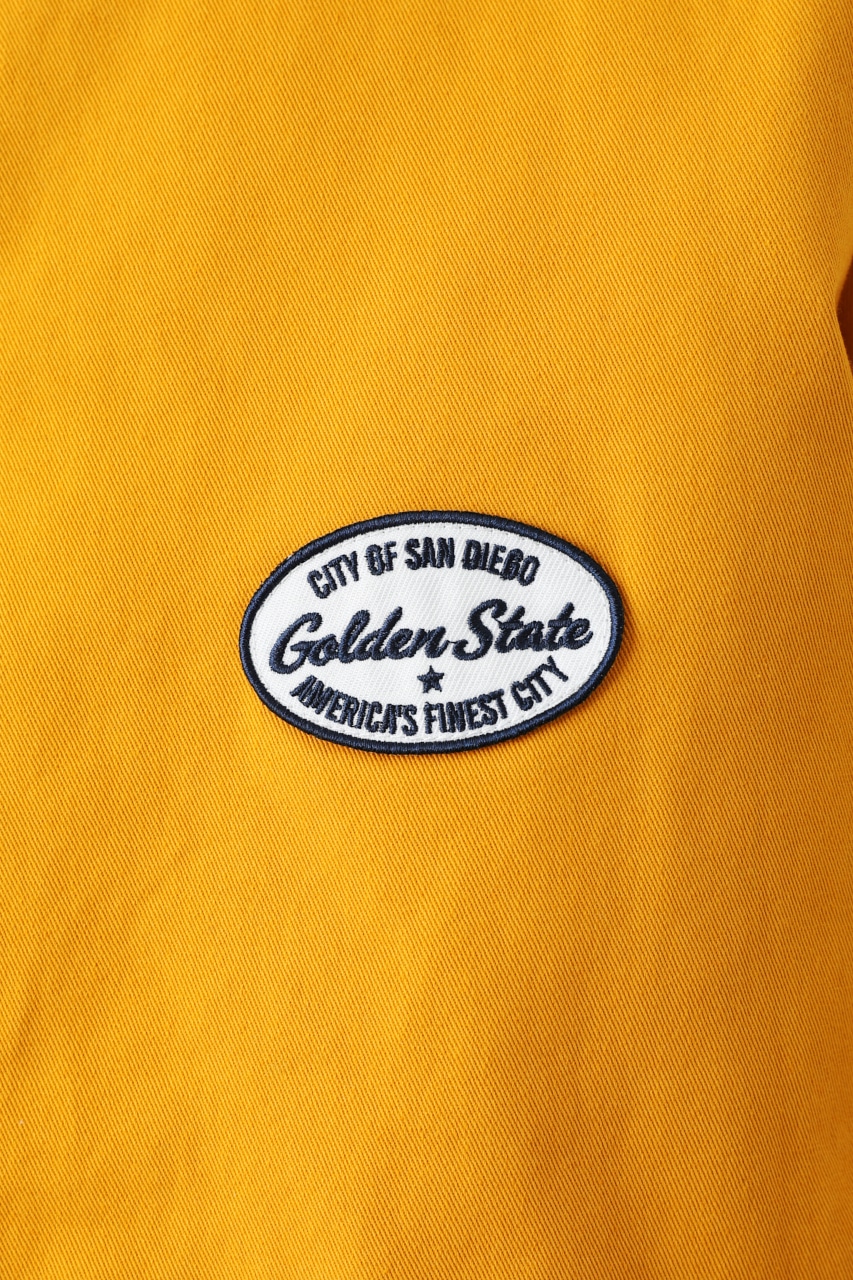 CITY OF SAN DIEGO
Golden State
AMERICA'S FINEST CITY